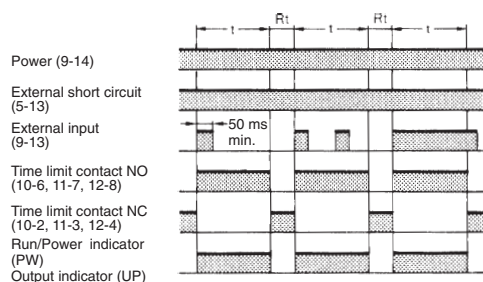 t Rt t Rt t
Power (9-14)
External short circuit
(5-13)
External input
(9-13)
50 ms
min.
Time limit contact NO
(10-6, 11-7, 12-8)
Time limit contact NC
(10-2, 11-3, 12-4)
Run/Power indicator
(PW)
Output indicator (UP)